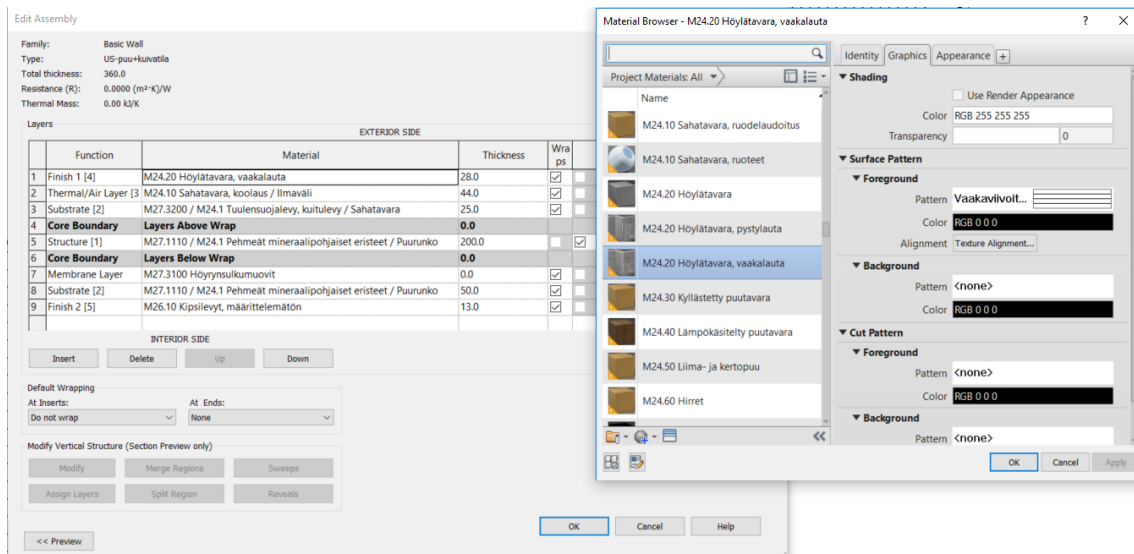 Edit Assembly
Family: Basic Wall
Type: US-puu+kuivatila
Total thickness: 360.0
Resistance (R): 0.0000 (m²·K)/W
Thermal Mass: 0.00 kJ/K
Layers
EXTERIOR SIDE
Function Material Thickness Wra ps
1 Finish 1 [4] M24.20 Höylätavara, vaakalauta 28.0
2 Thermal/Air Layer [3 M24.10 Sahatavara, koolaus / Ilmaväli 44.0
3 Substrate [2] M27.3200 / M24.1 Tuulensuojalevy, kuitulevy / Sahatavara 25.0
4 Core Boundary Layers Above Wrap 0.0
5 Structure [1] M27.1110 / M24.1 Pehmeät mineraalipohjaiset eristeet / Puurunko 200.0
6 Core Boundary Layers Below Wrap 0.0
7 Membrane Layer M27.3100 Höyrynsulkumuovit 0.0
8 Substrate [2] M27.1110 / M24.1 Pehmeät mineraalipohjaiset eristeet / Puurunko 50.0
9 Finish 2 [5] M26.10 Kipsilevyt, määrittelemätön 13.0
INTERIOR SIDE
Insert Delete Up Down
Default Wrapping
At Inserts: At Ends:
Do not wrap None
Modify Vertical Structure (Section Preview only)
Modify Merge Regions Sweeps
Assign Layers Split Region Reveals
<< Preview OK Cancel Help
Material Browser - M24.20 Höylätavara, vaakalauta ? X
Project Materials: All
Name
M24.10 Sahatavara, ruodelaudoitus
M24.10 Sahatavara, ruoteet
M24.20 Höylätavara
M24.20 Höylätavara, pystylauta
M24.20 Höylätavara, vaakalauta
M24.30 Kyllästetty puutavara
M24.40 Lämpökäsitelty puutavara
M24.50 Liima- ja kertopuu
M24.60 Hirret
Identity Graphics Appearance +
Shading
Use Render Appearance
Color RGB 255 255 255
Transparency 0
Surface Pattern
Foreground
Pattern Vaakaviivoit...
Color RGB 0 0 0
Alignment Texture Alignment...
Background
Pattern <none>
Color RGB 0 0 0
Cut Pattern
Foreground
Pattern <none>
Color RGB 0 0 0
Background
Pattern <none>
OK Cancel Apply